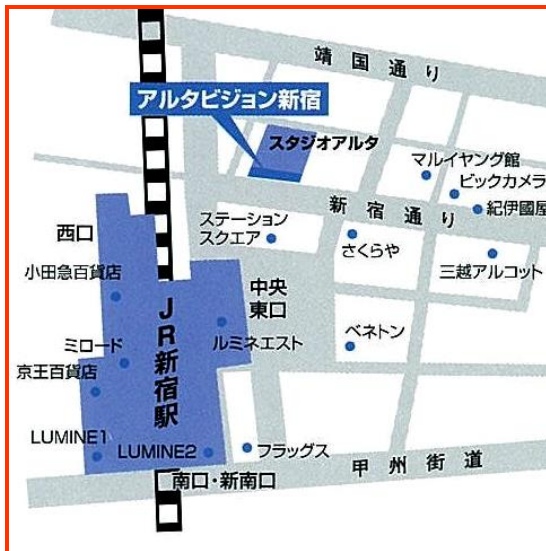 靖国通り
アルタビジョン新宿
スタジオアルタ
マルイヤング館
ビックカメラ
紀伊國屋
新宿通り
ステーション
スクエア
さくらや
三越アルコット
西口
小田急百貨店
中央
東口
JR新宿駅
ルミネエスト
ベネトン
ミロード
京王百貨店
LUMINE1
LUMINE2
フラッグス
甲州街道
南口・新南口